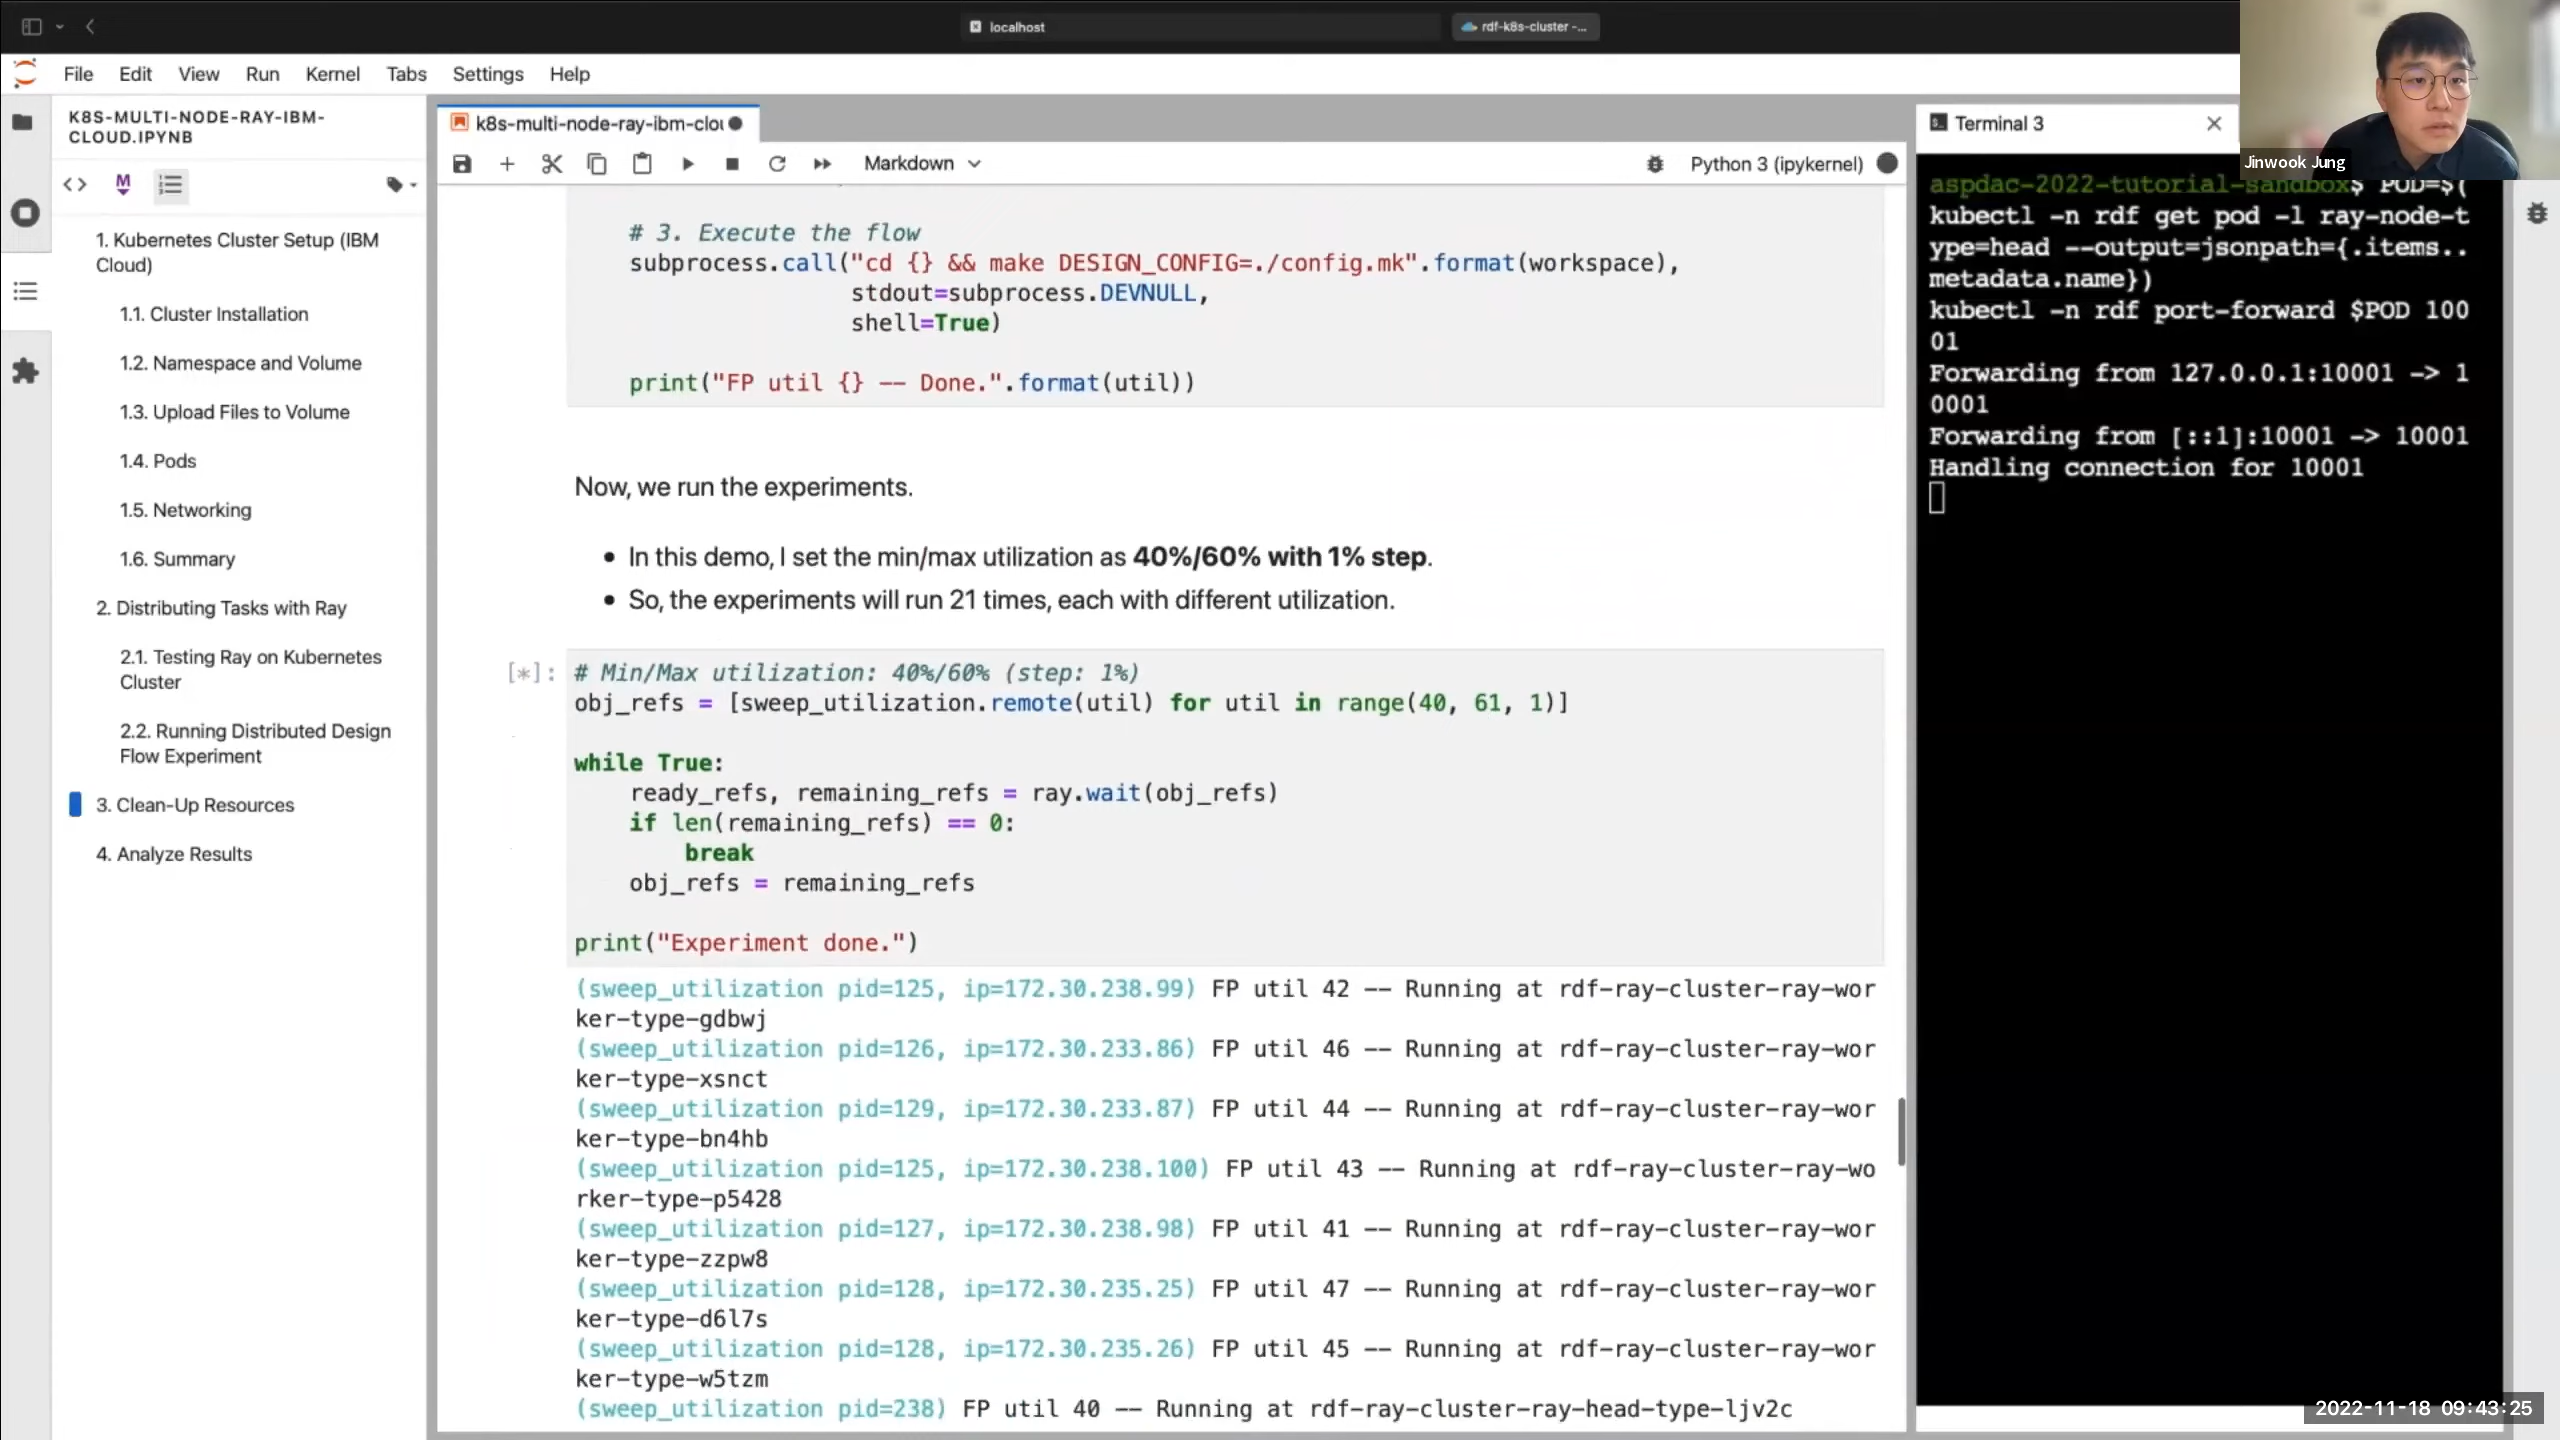 localhost
rdf-k8s-cluster -...
File Edit View Run Kernel Tabs Settings Help
K8S-MULTI-NODE-RAY-IBM-
CLOUD.IPYNB
1. Kubernetes Cluster Setup (IBM
Cloud)
1.1. Cluster Installation
1.2. Namespace and Volume
1.3. Upload Files to Volume
1.4. Pods
1.5. Networking
1.6. Summary
2. Distributing Tasks with Ray
2.1. Testing Ray on Kubernetes
Cluster
2.2. Running Distributed Design
Flow Experiment
3. Clean-Up Resources
4. Analyze Results
k8s-multi-node-ray-ibm-clou
Markdown
Python 3 (ipykernel)
# 3. Execute the flow
subprocess.call("cd {} && make DESIGN_CONFIG=./config.mk".format(workspace),
stdout=subprocess.DEVNULL,
shell=True)
print("FP util {} -- Done.".format(util))
Now, we run the experiments.
• In this demo, I set the min/max utilization as 40%/60% with 1% step.
• So, the experiments will run 21 times, each with different utilization.
[*]:
# Min/Max utilization: 40%/60% (step: 1%)
obj_refs = [sweep_utilization.remote(util) for util in range(40, 61, 1)]
while True:
ready_refs, remaining_refs = ray.wait(obj_refs)
if len(remaining_refs) == 0:
break
obj_refs = remaining_refs
print("Experiment done.")
(sweep_utilization pid=125, ip=172.30.238.99) FP util 42 -- Running at rdf-ray-cluster-ray-wor
ker-type-gdbwj
(sweep_utilization pid=126, ip=172.30.233.86) FP util 46 -- Running at rdf-ray-cluster-ray-wor
ker-type-xsnct
(sweep_utilization pid=129, ip=172.30.233.87) FP util 44 -- Running at rdf-ray-cluster-ray-wor
ker-type-bn4hb
(sweep_utilization pid=125, ip=172.30.238.100) FP util 43 -- Running at rdf-ray-cluster-ray-wo
rker-type-p5428
(sweep_utilization pid=127, ip=172.30.238.98) FP util 41 -- Running at rdf-ray-cluster-ray-wor
ker-type-zzpw8
(sweep_utilization pid=128, ip=172.30.235.25) FP util 47 -- Running at rdf-ray-cluster-ray-wor
ker-type-d6l7s
(sweep_utilization pid=128, ip=172.30.235.26) FP util 45 -- Running at rdf-ray-cluster-ray-wor
ker-type-w5tzm
(sweep_utilization pid=238) FP util 40 -- Running at rdf-ray-cluster-ray-head-type-ljv2c
Terminal 3
Jinwook Jung
aspdac-2022-tutorial-sandbox$ POD=$(
kubectl -n rdf get pod -l ray-node-t
ype=head --output=jsonpath={.items..
metadata.name})
kubectl -n rdf port-forward $POD 100
01
Forwarding from 127.0.0.1:10001 -> 1
0001
Forwarding from [::1]:10001 -> 10001
Handling connection for 10001
2022-11-18 09:43:25